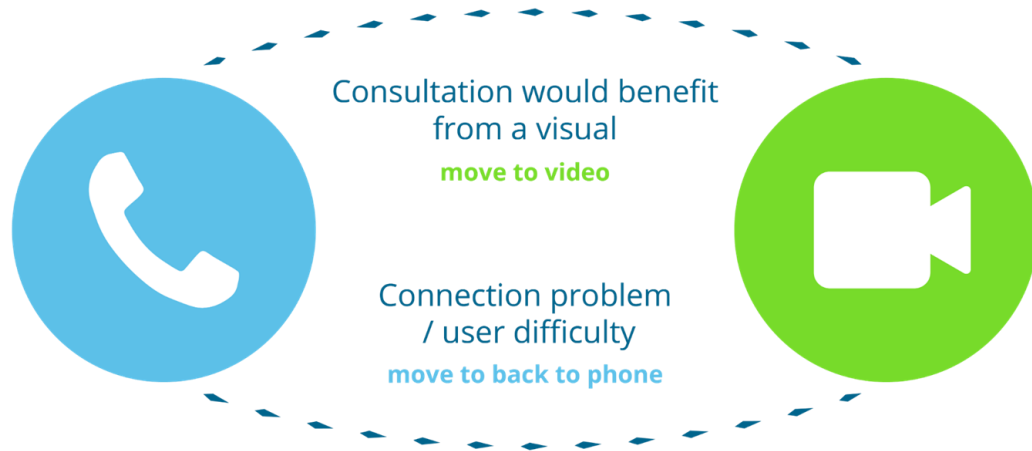 Consultation would benefit
from a visual
move to video
Connection problem
/ user difficulty
move to back to phone